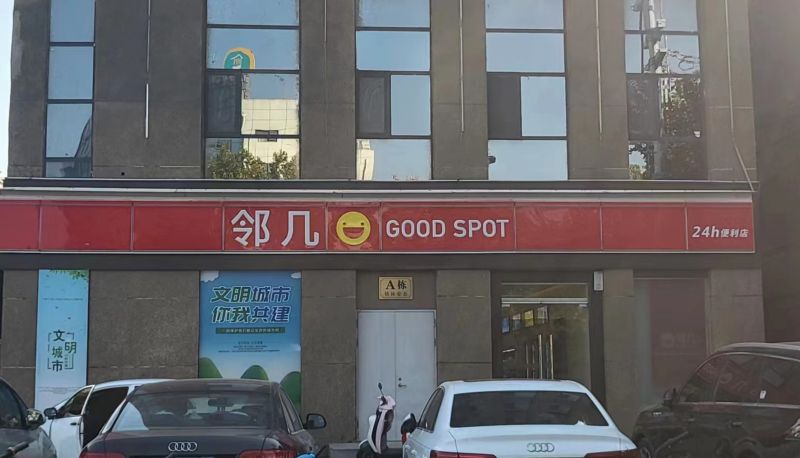 邻几 GOOD SPOT
24h便利店
A栋
文明城市
你我共建
文明
城市